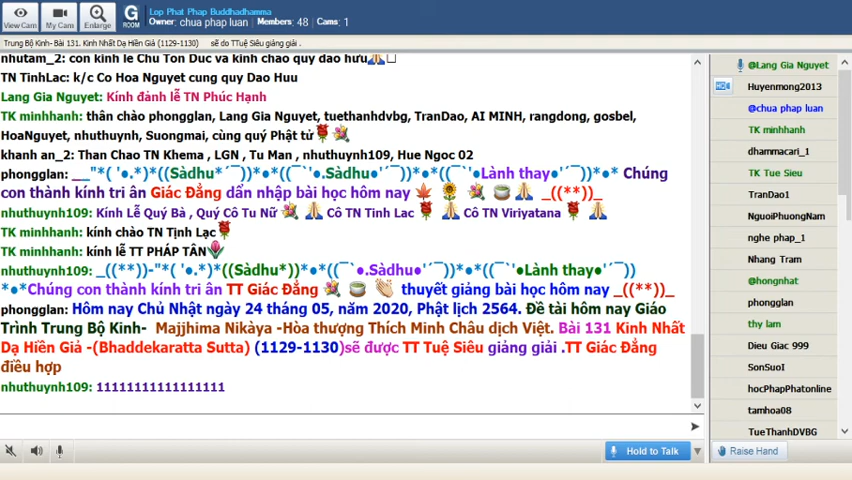 View Cam
My Cam
Enlarge
G
ROOM
Lop Phat Phap Buddhadhamma
Owner: chua phap luan Members: 48 Cams: 1
Trung Bộ Kinh- Bài 131. Kinh Nhất Dạ Hiền Giả (1129-1130) sẽ do TTuệ Siêu giảng giải .
nhutam_2: con kinh le Chu Ton Duc va kinh chao quy dao huu🙏□
TN TinhLac: k/c Co Hoa Nguyet cung quy Dao Huu
Lang Gia Nguyet: Kính đảnh lễ TN Phúc Hạnh
TK minhhanh: thân chào phongglan, Lang Gia Nguyet, tuethanhdvbg, TranDao, AI MINH, rangdong, gosbel,
HoaNguyet, nhuthuynh, Suongmai, cùng quý Phật tử🌹💐
khanh an_2: Than Chao TN Khema , LGN , Tu Man , nhuthuynh109, Hue Ngoc 02
phongglan: __"*( '●.*)*((Sàdhu*´¯)*●*((¯`●.Sàdhu●'´¯))*●*((¯`'●Lành thay●'´¯))*●* Chúng
con thành kính tri ân Giác Đẳng dẩn nhập bài học hôm nay 🍁 🌻 💐 🍵 🙏 _((**))_
nhuthuynh109: Kính Lễ Quý Bà , Quý Cô Tu Nữ 💐 🙏 Cô TN Tinh Lac 🌹 🙏 Cô TN Viriyatana 🌹 🙏
TK minhhanh: kính chào TN Tịnh Lạc🌹
TK minhhanh: kính lễ TT PHÁP TÂN🌷
nhuthuynh109: _((**))-"*( '●.*)*((Sàdhu*))*●*((¯`●.Sàdhu●'´¯))*●*((¯`'●Lành thay●'´¯))
*●*Chúng con thành kính tri ân TT Giác Đẳng 💐 🍵 👏 thuyết giảng bài học hôm nay _((**))_
phongglan: Hôm nay Chủ Nhật ngày 24 tháng 05, năm 2020, Phật lịch 2564. Đề tài hôm nay Giáo
Trình Trung Bộ Kinh- Majjhima Nikàya -Hòa thượng Thích Minh Châu dịch Việt. Bài 131 Kinh Nhất
Dạ Hiền Giả -(Bhaddekaratta Sutta) (1129-1130)sẽ được TT Tuệ Siêu giảng giải .TT Giác Đẳng
điều hợp
nhuthuynh109: 11111111111111111
Hold to Talk
@Lang Gia Nguyet
Huyenmong2013
@chua phap luan
TK minhhanh
dhammacari_1
TK Tue Sieu
TranDao1
NguoiPhuongNam
nghe phap_1
Nhang Tram
@hongnhat
phongglan
thy lam
Dieu Giac 999
SonSuoI
hocPhapPhatonline
tamhoa08
TueThanhDVBG
Raise Hand